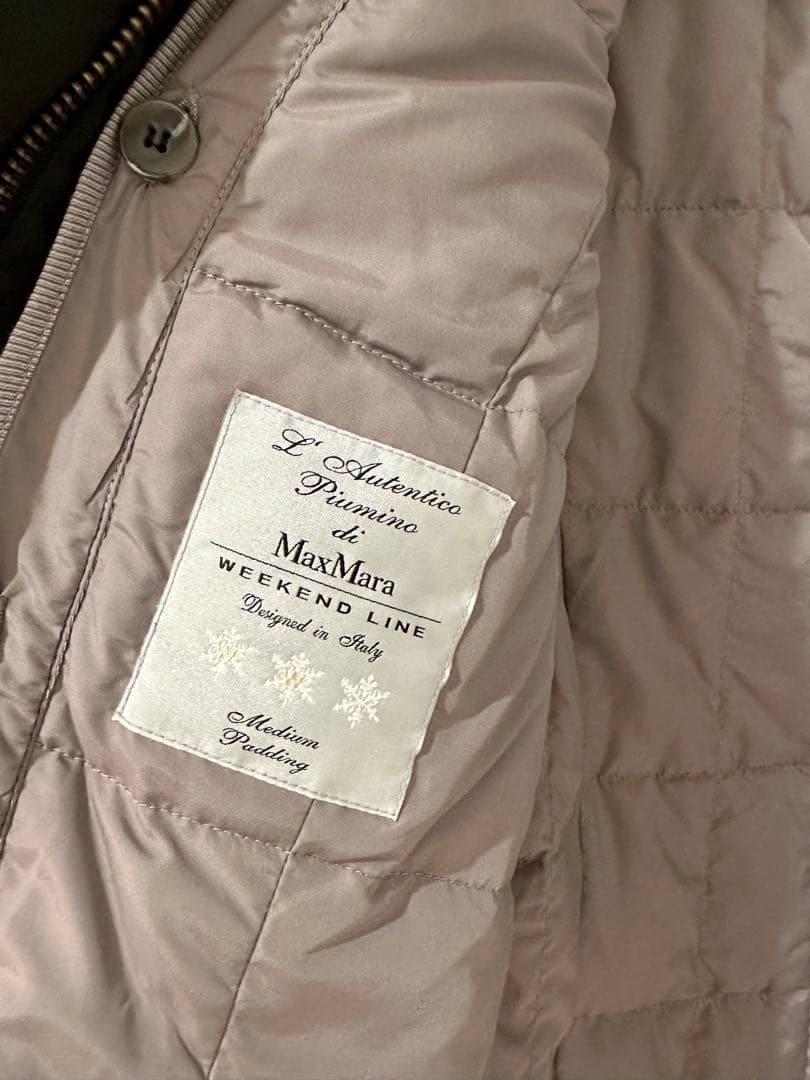 L' Autentico
Piumino
di
MaxMara
WEEKEND LINE
Designed in Italy
W W
Medium
Padding